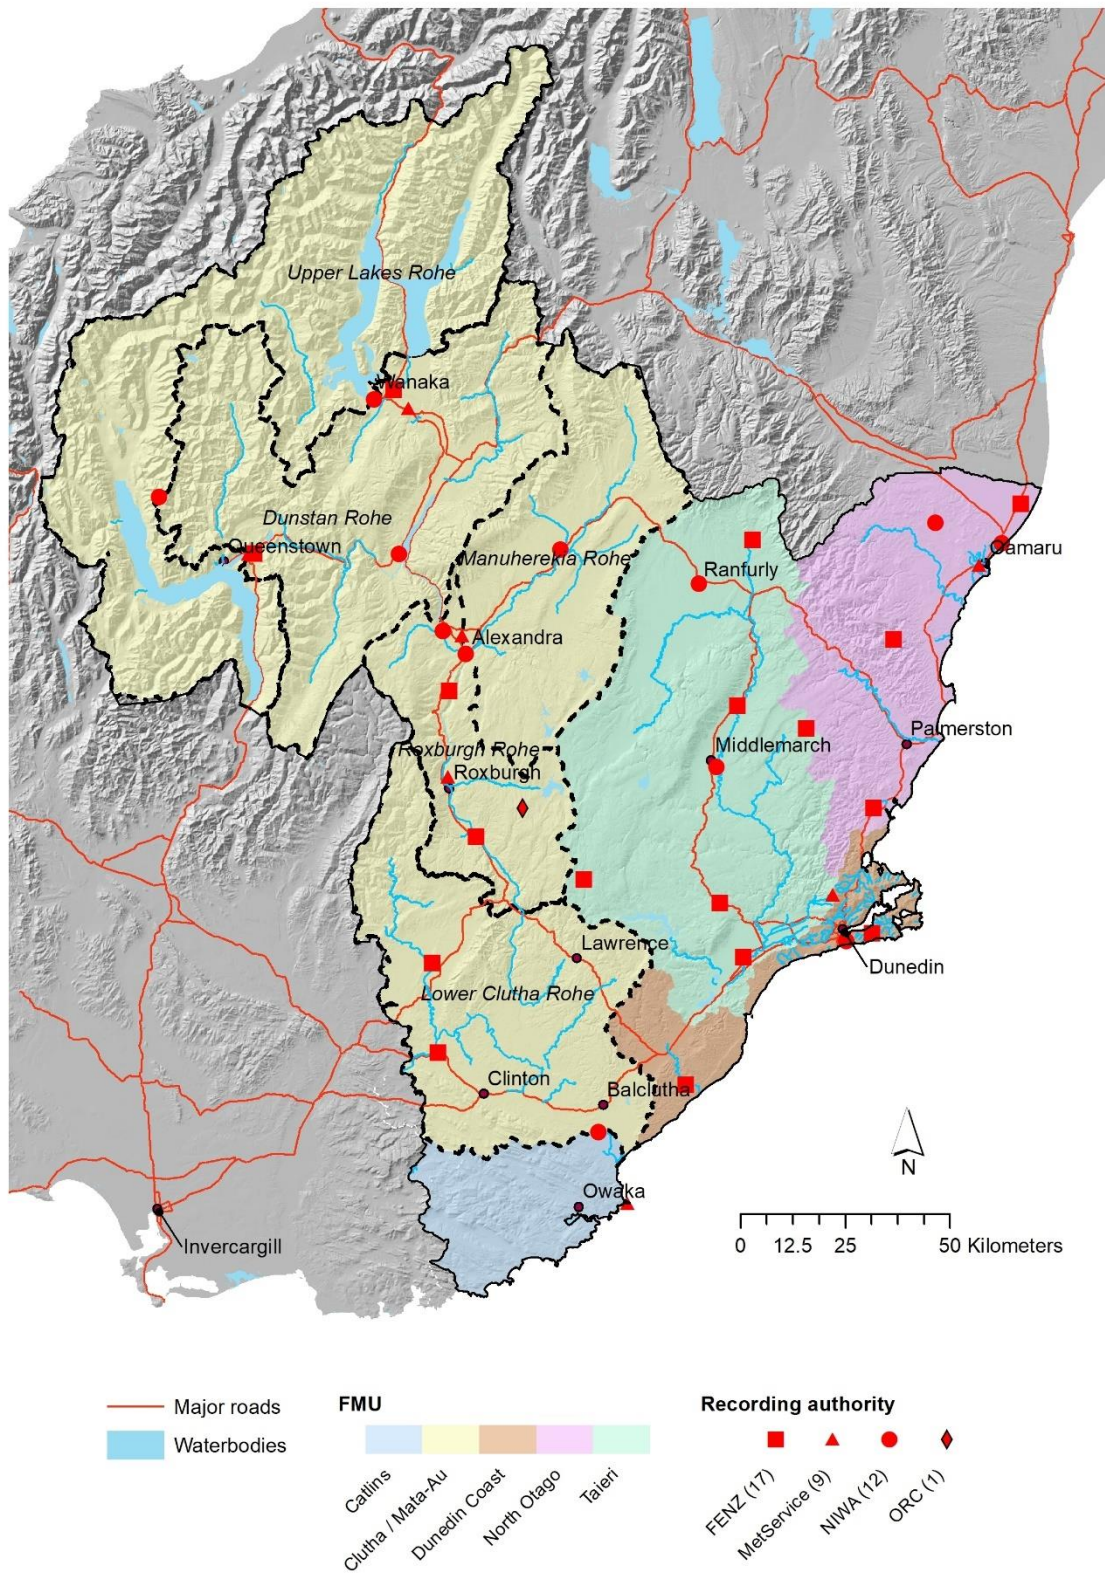 Upper Lakes Rohe
Wanaka
Dunstan Rohe
Queenstown
Manuherekia Rohe
Oamaru
Ranfurly
Alexandra
Palmerston
Middlemarch
Roxburgh Rohe
Roxburgh
Lawrence
Dunedin
Lower Clutha Rohe
Clinton
Balclutha
N
Owaka
Invercargill
0 12.5 25 50 Kilometers
Major roads
Waterbodies
FMU
Catlins
Clutha / Mata-Au
Dunedin Coast
North Otago
Taieri
Recording authority
FENZ (17)
MetService (9)
NIWA (12)
ORC (1)